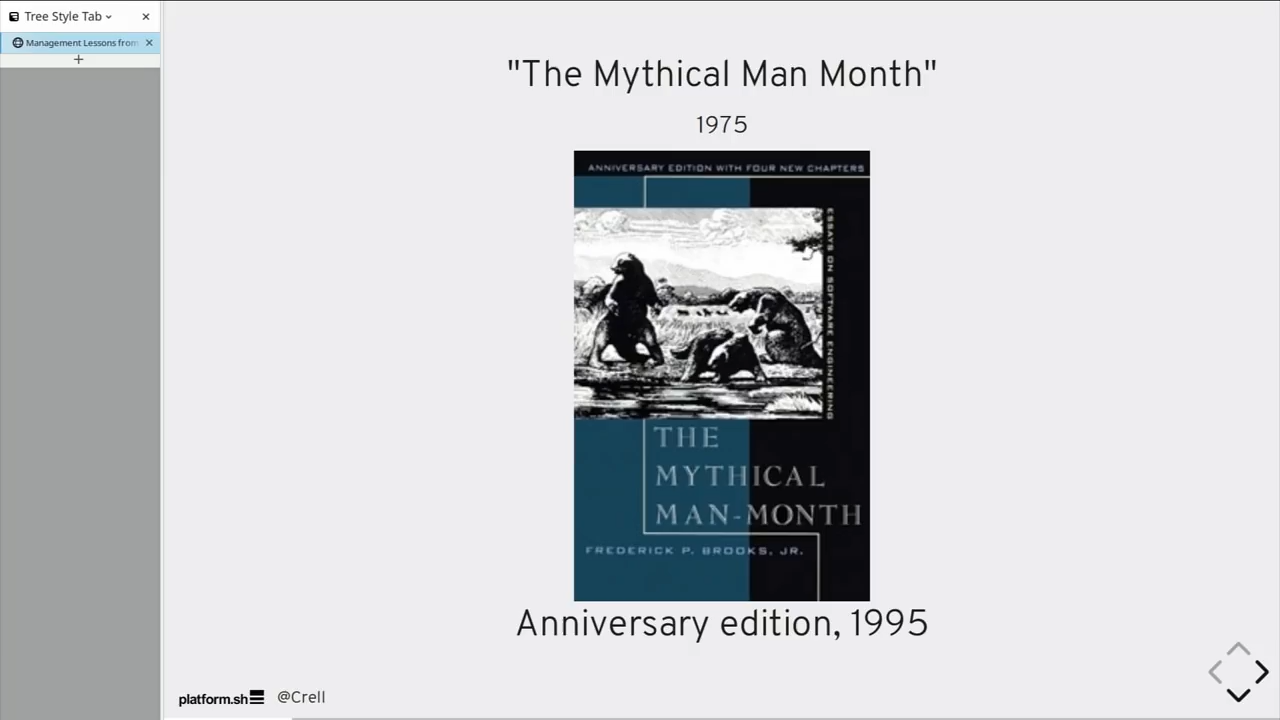 Tree Style Tab
Management Lessons from
"The Mythical Man Month"
1975
ANNIVERSARY EDITION WITH FOUR NEW CHAPTERS
ESSAYS ON SOFTWARE ENGINEERING
THE
MYTHICAL
MAN-MONTH
FREDERICK P. BROOKS, JR.
Anniversary edition, 1995
platform.sh @Crell